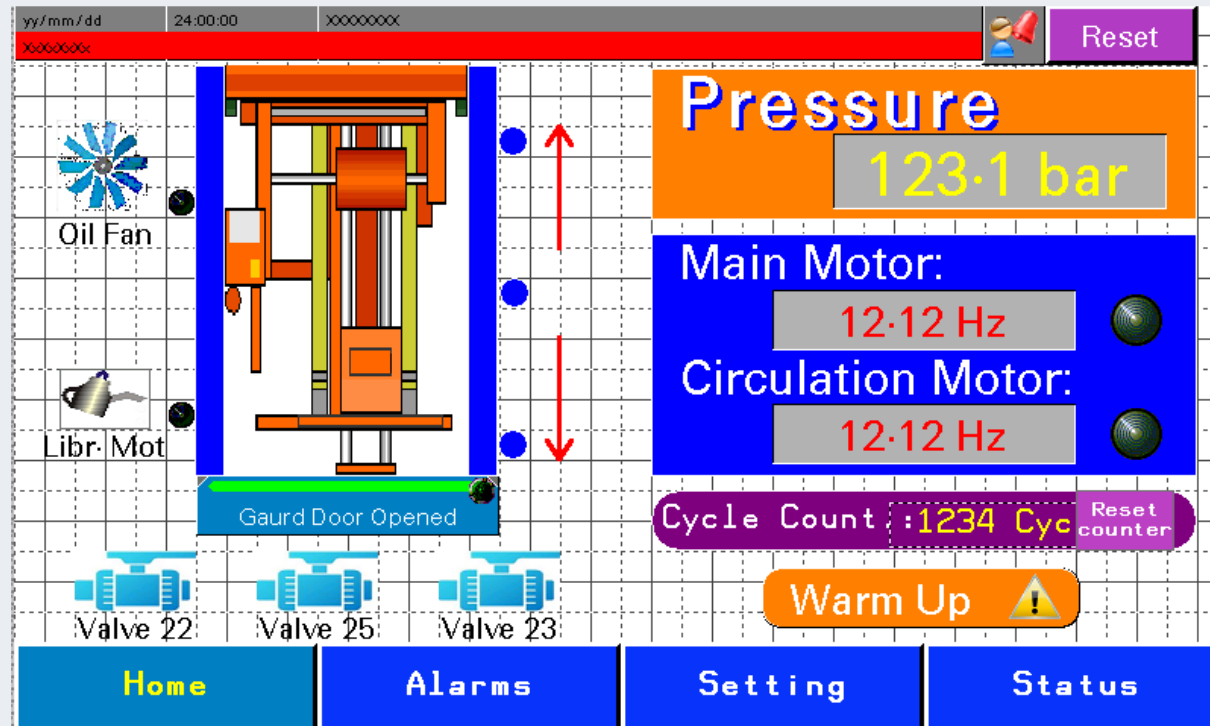 yy/mm/dd 24:00:00 XXXXXXXX
XxXxXxXx
Reset
Pressure
123.1 bar
Oil Fan
Main Motor:
12.12 Hz
Circulation Motor:
12.12 Hz
Libr. Mot
Gaurd Door Opened
Cycle Count.:1234 Cyc
Reset
counter
Valve 22 Valve 25 Valve 23
Warm Up
Home Alarms Setting Status